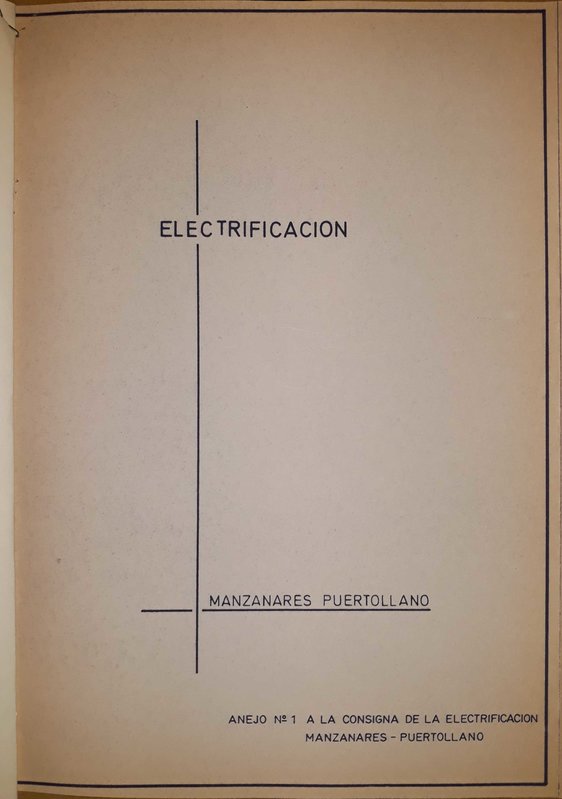 ELECTRIFICACION
MANZANARES PUERTOLLANO
ANEJO Nº 1 A LA CONSIGNA DE LA ELECTRIFICACION
MANZANARES - PUERTOLLANO